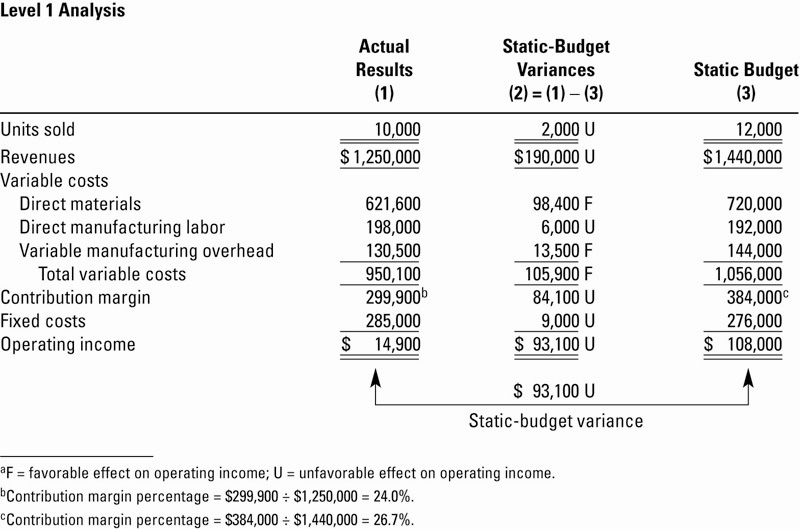 Level 1 Analysis
Actual Results (1) Static-Budget Variances (2) = (1) – (3) Static Budget (3)
Units sold 10,000 2,000 U 12,000
Revenues $ 1,250,000 $190,000 U $1,440,000
Variable costs
Direct materials 621,600 98,400 F 720,000
Direct manufacturing labor 198,000 6,000 U 192,000
Variable manufacturing overhead 130,500 13,500 F 144,000
Total variable costs 950,100 105,900 F 1,056,000
Contribution margin 299,900b 84,100 U 384,000c
Fixed costs 285,000 9,000 U 276,000
Operating income $ 14,900 $ 93,100 U $ 108,000
$ 93,100 U
Static-budget variance
aF = favorable effect on operating income; U = unfavorable effect on operating income.
bContribution margin percentage = $299,900 ÷ $1,250,000 = 24.0%.
cContribution margin percentage = $384,000 ÷ $1,440,000 = 26.7%.